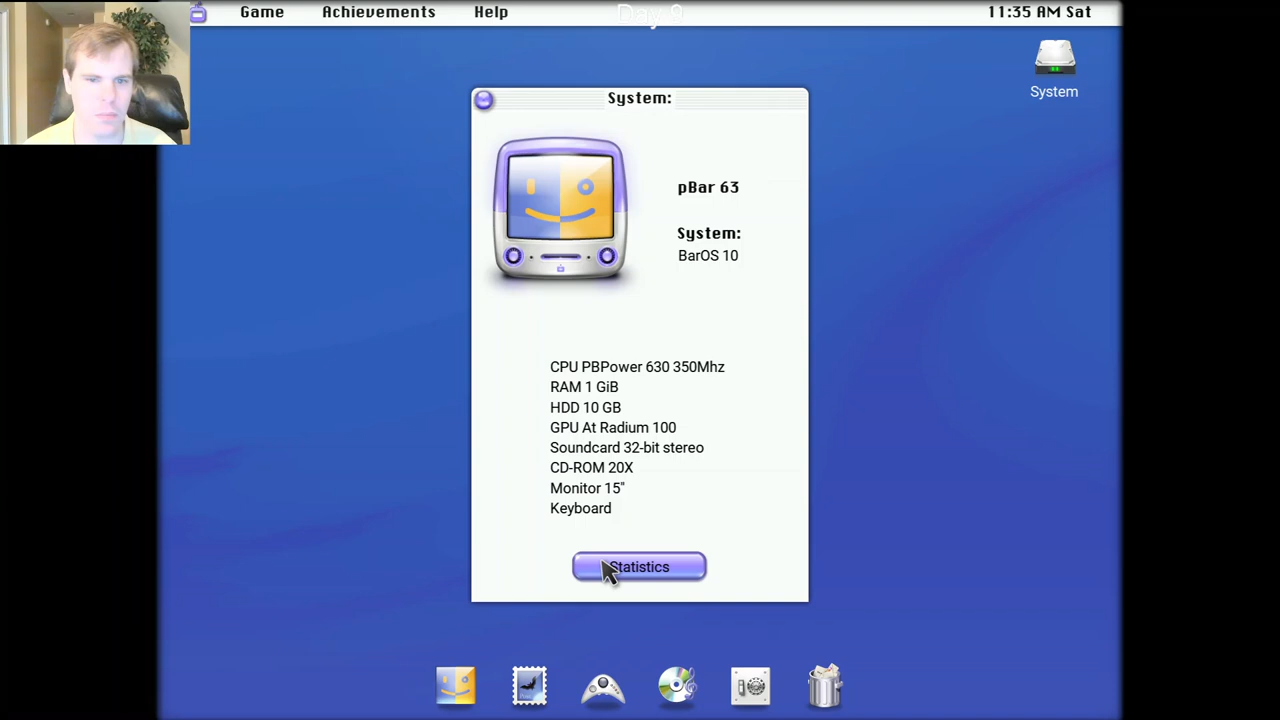 Game Achievements Help Day 9 11:35 AM Sat
System
System:
pBar 63
System:
BarOS 10
CPU PBPower 630 350Mhz
RAM 1 GiB
HDD 10 GB
GPU At Radium 100
Soundcard 32-bit stereo
CD-ROM 20X
Monitor 15"
Keyboard
Statistics